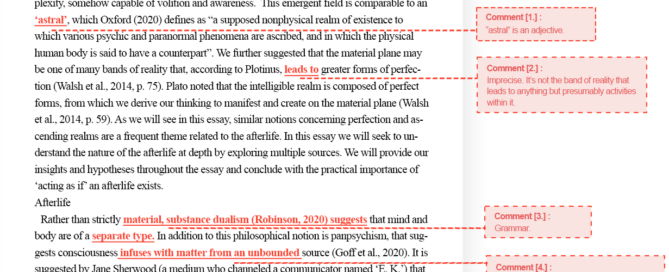 plexity, somehow capable of volition and awareness. This emergent field is comparable to an
'astral', which Oxford (2020) defines as “a supposed nonphysical realm of existence to
which various psychic and paranormal phenomena are ascribed, and in which the physical
human body is said to have a counterpart”. We further suggested that the material plane may
be one of many bands of reality that, according to Plotinus, leads to greater forms of perfec-
tion (Walsh et al., 2014, p. 75). Plato noted that the intelligible realm is composed of perfect
forms, from which we derive our thinking to manifest and create on the material plane (Walsh
et al., 2014, p. 59). As we will see in this essay, similar notions concerning perfection and as-
cending realms are a frequent theme related to the afterlife. In this essay we will seek to un-
derstand the nature of the afterlife at depth by exploring multiple sources. We will provide our
insights and hypotheses throughout the essay and conclude with the practical importance of
'acting as if' an afterlife exists.
Afterlife
Rather than strictly material, substance dualism (Robinson, 2020) suggests that mind and
body are of a separate type. In addition to this philosophical notion is panpsychism, that sug-
gests consciousness infuses with matter from an unbounded source (Goff et al., 2020). It is
suggested by Jane Sherwood (a medium who channeled a communicator named 'E. K.') that
Comment [1.] :
"astral" is an adjective.
Comment [2.] :
Imprecise. It's not the band of reality that
leads to anything but presumably activities
within it.
Comment [3.] :
Grammar.
Comment [4.] :